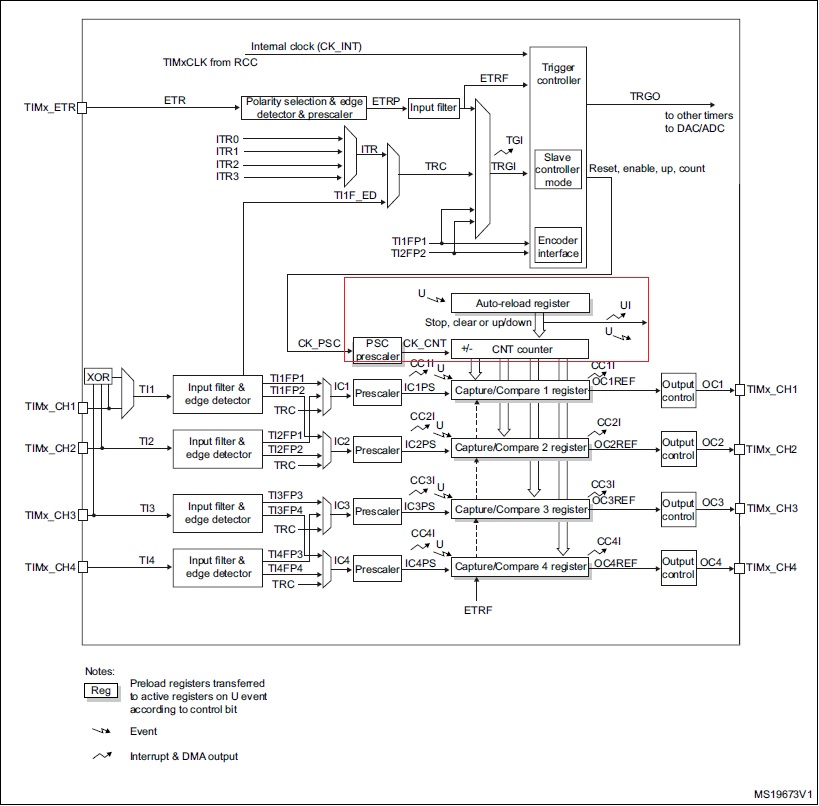 Internal clock (CK_INT)
TIMxCLK from RCC
Trigger
controller
ETRF
TIMx_ETR
ETR
Polarity selection & edge
detector & prescaler
ETRP
Input filter
TRGO
to other timers
to DAC/ADC
ITR0
ITR1
ITR2
ITR3
ITR
TGI
TRC
TRGI
Slave
controller
mode
Reset, enable, up, count
TI1F_ED
TI1FP1
TI2FP2
Encoder
interface
U
Auto-reload register
UI
Stop, clear or up/down
U
CK_PSC
PSC
prescaler
CK_CNT
+/-
CNT counter
XOR
TI1
Input filter &
edge detector
TI1FP1
TI1FP2
TRC
IC1
Prescaler
IC1PS
CC1I
U
Capture/Compare 1 register
CC1I
OC1REF
Output
control
OC1
TIMx_CH1
TIMx_CH1
TIMx_CH2
TI2
Input filter &
edge detector
TI2FP1
TI2FP2
TRC
IC2
Prescaler
IC2PS
CC2I
U
Capture/Compare 2 register
CC2I
OC2REF
Output
control
OC2
TIMx_CH2
TIMx_CH3
TI3
Input filter &
edge detector
TI3FP3
TI3FP4
TRC
IC3
Prescaler
IC3PS
CC3I
U
Capture/Compare 3 register
CC3I
OC3REF
Output
control
OC3
TIMx_CH3
TIMx_CH4
TI4
Input filter &
edge detector
TI4FP3
TI4FP4
TRC
IC4
Prescaler
IC4PS
CC4I
U
Capture/Compare 4 register
CC4I
OC4REF
Output
control
OC4
TIMx_CH4
ETRF
Notes:
Reg
Preload registers transferred
to active registers on U event
according to control bit
Event
Interrupt & DMA output
MS19673V1